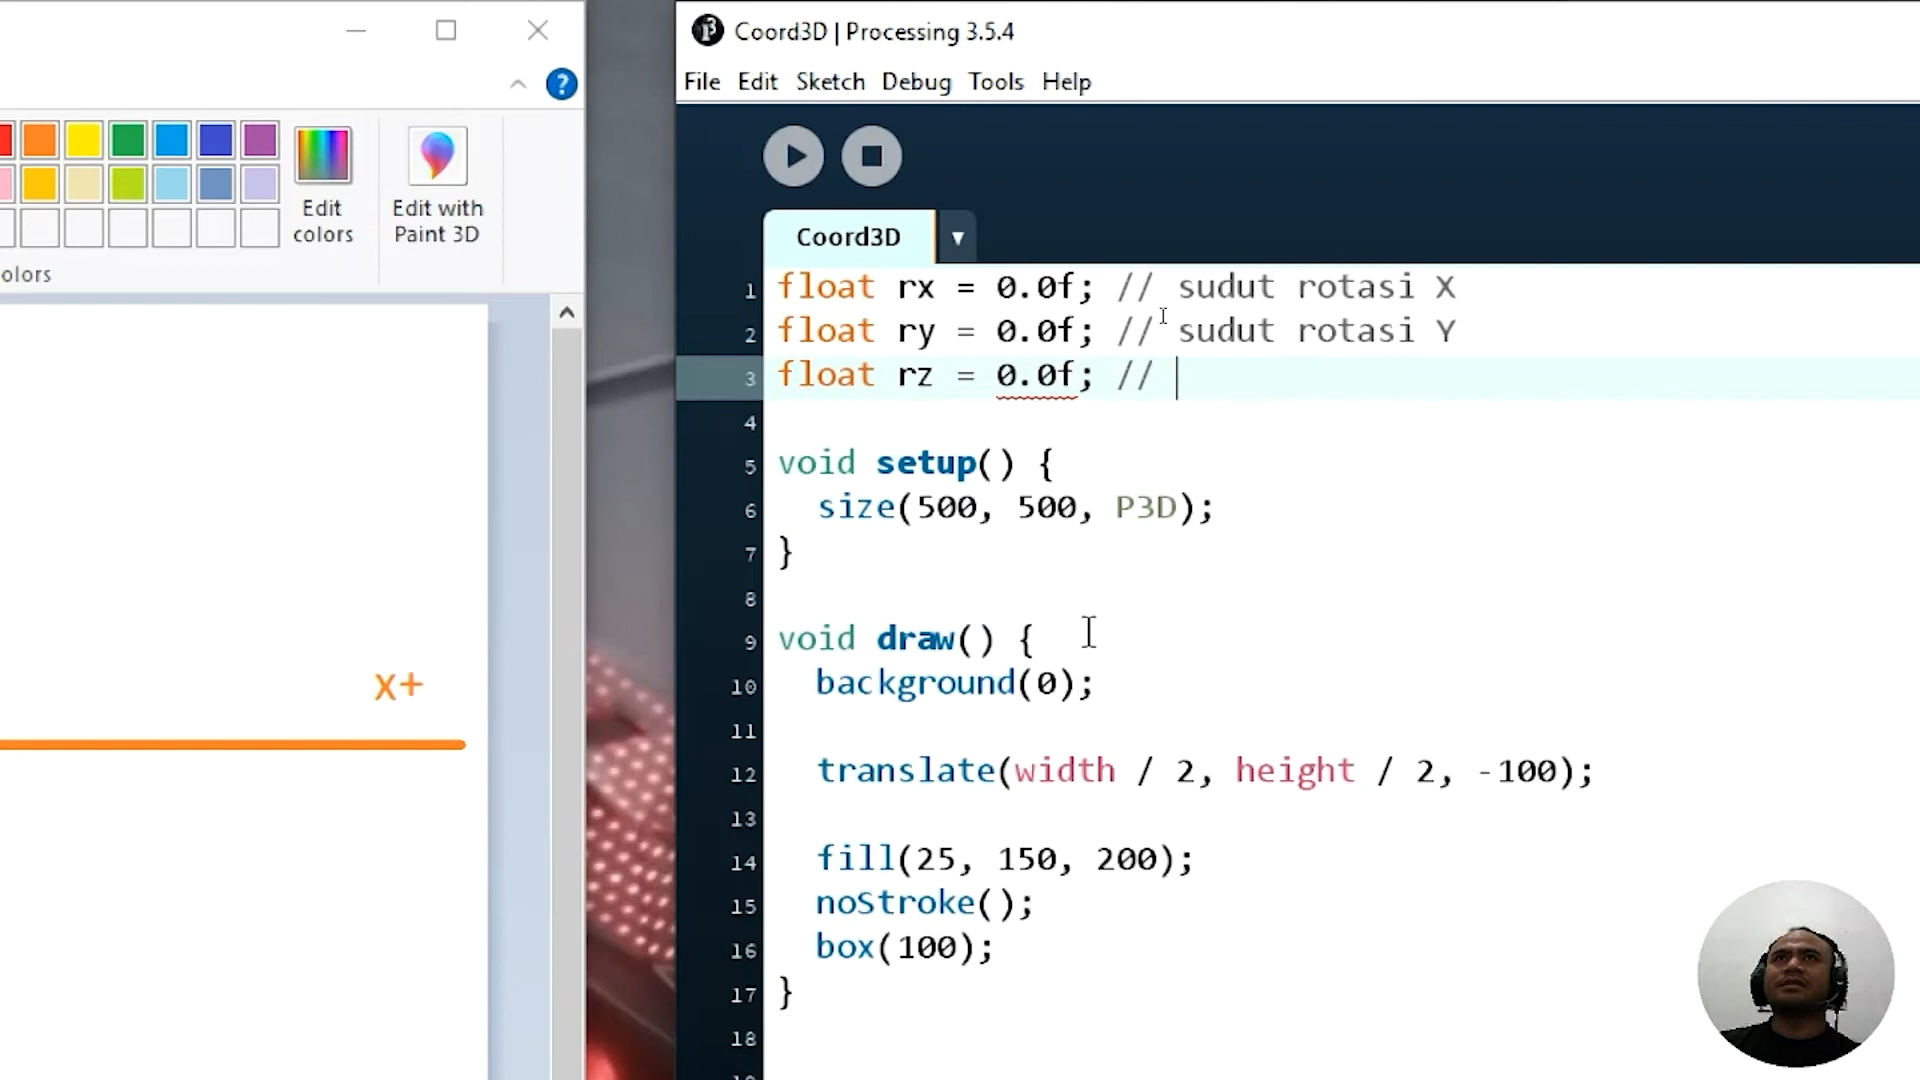 Edit
colors
Edit with
Paint 3D
olors
x+
Coord3D | Processing 3.5.4
File Edit Sketch Debug Tools Help
Coord3D
1 float rx = 0.0f; // sudut rotasi X
2 float ry = 0.0f; // sudut rotasi Y
3 float rz = 0.0f; //
4
5 void setup() {
6 size(500, 500, P3D);
7 }
8
9 void draw() {
10 background(0);
11
12 translate(width / 2, height / 2, -100);
13
14 fill(25, 150, 200);
15 noStroke();
16 box(100);
17 }
18